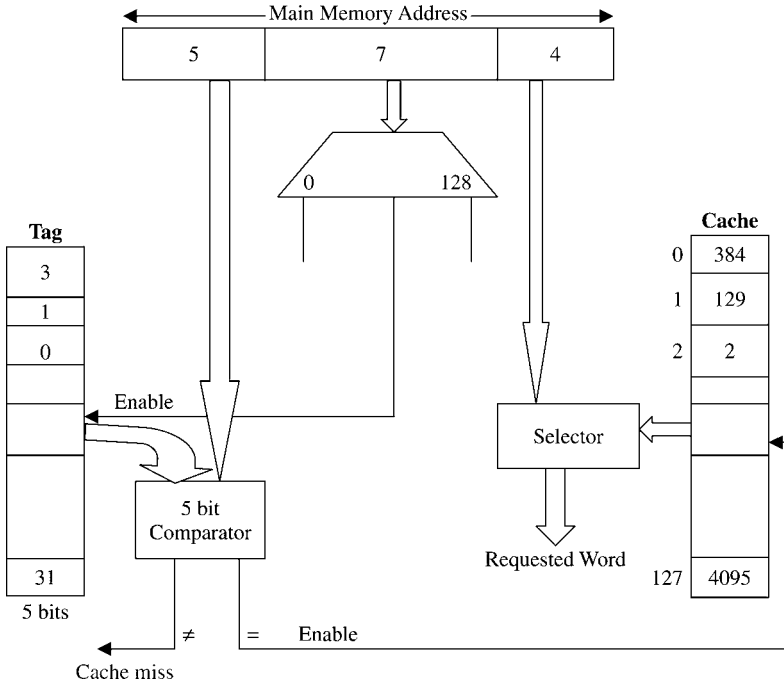 Main Memory Address
5 7 4
0 128
Tag
3
1
0
31
5 bits
Enable
5 bit
Comparator
≠ = Enable
Cache miss
Selector
Requested Word
Cache
0 384
1 129
2 2
127 4095